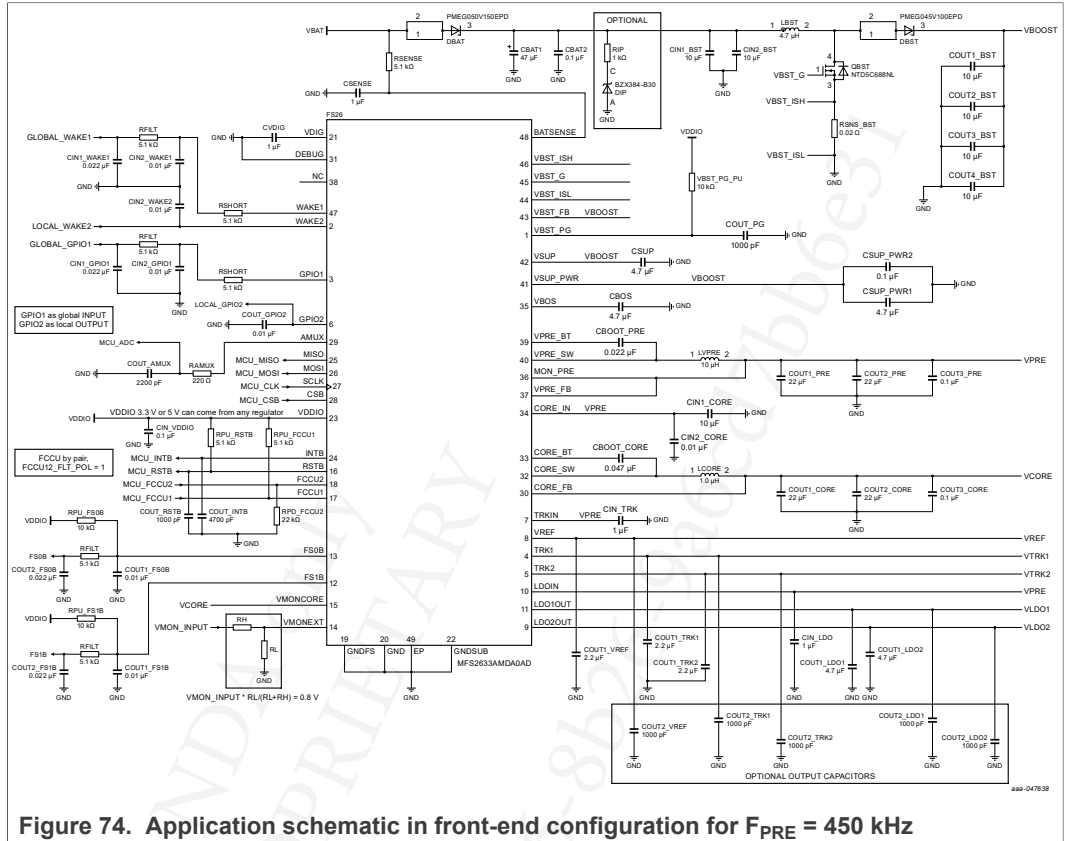 PMEG050V150EPD
VBAT
2
1
3
DBAT
OPTIONAL
LBST
1
2
4.7 µH
PMEG045V100EPD
2
1
3
DBST
VBOOST
RSENSE
5.1 kΩ
CBAT1
47 µF
GND
CBAT2
0.1 µF
GND
RIP
1 kΩ
C
BZX384-B30
DIP
A
GND
CIN1_BST
10 µF
CIN2_BST
10 µF
GND
4
1
3
QBST
NTD5C688NL
VBST_G
VBST_ISH
RSNS_BST
0.02 Ω
VBST_ISL
GND
COUT1_BST
10 µF
COUT2_BST
10 µF
COUT3_BST
10 µF
COUT4_BST
10 µF
GND
CSENSE
GND
1 µF
FS26
GLOBAL_WAKE1
RFILT
5.1 kΩ
CIN1_WAKE1
0.022 µF
CIN2_WAKE1
0.01 µF
GND
CIN2_WAKE2
0.01 µF
RSHORT
5.1 kΩ
LOCAL_WAKE2
GND
CVDIG
1 µF
VDIG
21
DEBUG
31
NC
38
WAKE1
47
WAKE2
2
GLOBAL_GPIO1
RFILT
5.1 kΩ
CIN1_GPIO1
0.022 µF
CIN2_GPIO1
0.01 µF
GND
RSHORT
5.1 kΩ
GPIO1
3
GPIO1 as global INPUT
GPIO2 as local OUTPUT
LOCAL_GPIO2
COUT_GPIO2
GND
0.01 µF
GPIO2
6
MCU_ADC
COUT_AMUX
GND
2200 pF
RAMUX
220 Ω
AMUX
29
MCU_MISO
MISO
25
MCU_MOSI
MOSI
26
MCU_CLK
SCLK
27
MCU_CSB
CSB
28
VDDIO
VDDIO 3.3 V or 5 V can come from any regulator
VDDIO
23
CIN_VDDIO
0.1 µF
GND
RPU_RSTB
5.1 kΩ
RPU_FCCU1
5.1 kΩ
FCCU by pair,
FCCU12_FLT_POL = 1
MCU_INTB
INTB
24
MCU_RSTB
RSTB
16
MCU_FCCU2
FCCU2
18
MCU_FCCU1
FCCU1
17
COUT_RSTB
1000 pF
COUT_INTB
4700 pF
RPD_FCCU2
22 kΩ
GND
RPU_FS0B
VDDIO
10 kΩ
FS0B
RFILT
5.1 kΩ
COUT2_FS0B
0.022 µF
COUT1_FS0B
0.01 µF
GND
GND
FS0B
13
FS1B
12
RPU_FS1B
VDDIO
10 kΩ
RFILT
FS1B
5.1 kΩ
COUT2_FS1B
0.022 µF
COUT1_FS1B
0.01 µF
GND
GND
VCORE
VMONCORE
15
VMON_INPUT
RH
VMONEXT
14
RL
GND
VMON_INPUT * RL/(RL+RH) = 0.8 V
19
GNDFS
20
GND
49
EP
22
GNDSUB
MFS2633AMDA0AD
GND
48
BATSENSE
46
VBST_ISH
45
VBST_G
44
VBST_ISL
43
VBST_FB
VBOOST
1
VBST_PG
VDDIO
VBST_PG_PU
10 kΩ
COUT_PG
1000 pF
GND
42
VSUP
VBOOST
CSUP
4.7 µF
GND
41
VSUP_PWR
VBOOST
CSUP_PWR2
0.1 µF
CSUP_PWR1
4.7 µF
GND
35
VBOS
CBOS
4.7 µF
GND
39
VPRE_BT
CBOOT_PRE
0.022 µF
40
VPRE_SW
1
LVPRE
2
10 µH
VPRE
36
MON_PRE
37
VPRE_FB
COUT1_PRE
22 µF
COUT2_PRE
22 µF
COUT3_PRE
0.1 µF
GND
34
CORE_IN
VPRE
CIN1_CORE
10 µF
GND
CIN2_CORE
0.01 µF
GND
33
CORE_BT
CBOOT_CORE
0.047 µF
32
CORE_SW
1
LCORE
2
1.0 µH
VCORE
30
CORE_FB
COUT1_CORE
22 µF
COUT2_CORE
22 µF
COUT3_CORE
0.1 µF
GND
7
TRKIN
VPRE
CIN_TRK
1 µF
GND
8
VREF
VREF
4
TRK1
VTRK1
5
TRK2
VTRK2
10
LDOIN
VPRE
11
LDO1OUT
VLDO1
9
LDO2OUT
VLDO2
COUT1_VREF
2.2 µF
GND
COUT1_TRK1
2.2 µF
COUT1_TRK2
2.2 µF
GND
CIN_LDO
1 µF
GND
COUT1_LDO1
4.7 µF
GND
COUT1_LDO2
4.7 µF
GND
COUT2_VREF
1000 pF
GND
COUT2_TRK1
1000 pF
GND
COUT2_TRK2
1000 pF
GND
COUT2_LDO1
1000 pF
GND
COUT2_LDO2
1000 pF
GND
OPTIONAL OUTPUT CAPACITORS
aaa-047638
Figure 74. Application schematic in front-end configuration for FPRE = 450 kHz